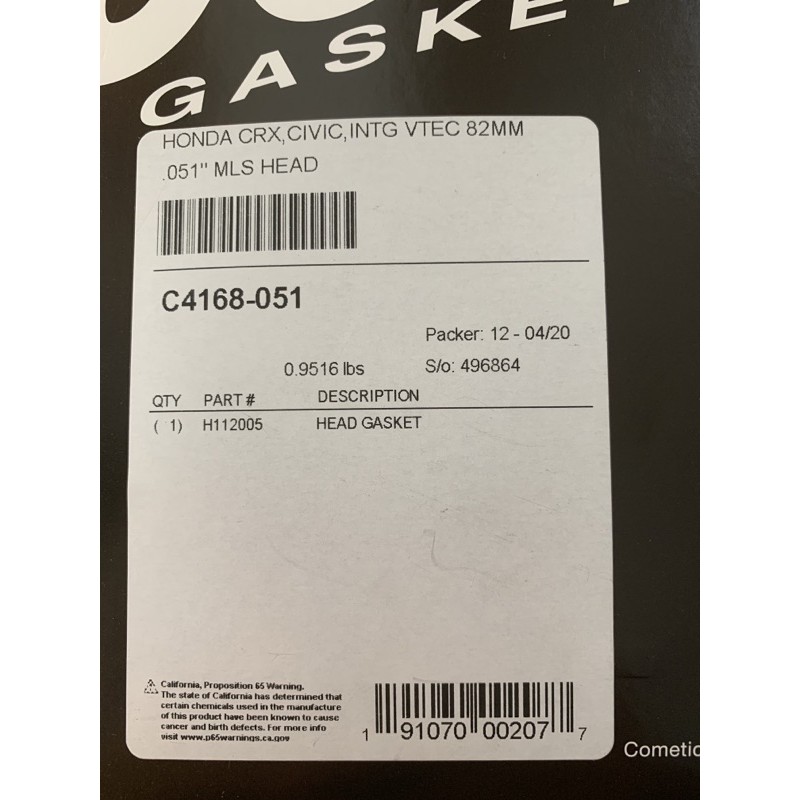 GASKET
HONDA CRX,CIVIC,INTG VTEC 82MM
.051" MLS HEAD
C4168-051
Packer: 12 - 04/20
0.9516 lbs S/o: 496864
QTY PART # DESCRIPTION
( 1) H112005 HEAD GASKET
California, Proposition 65 Warning.
The state of California has determined that
certain chemicals used in the manufacture
of this product have been known to cause
cancer and birth defects. For more info
visit www.p65warnings.ca.gov
1 91070 00207 7
Cometic